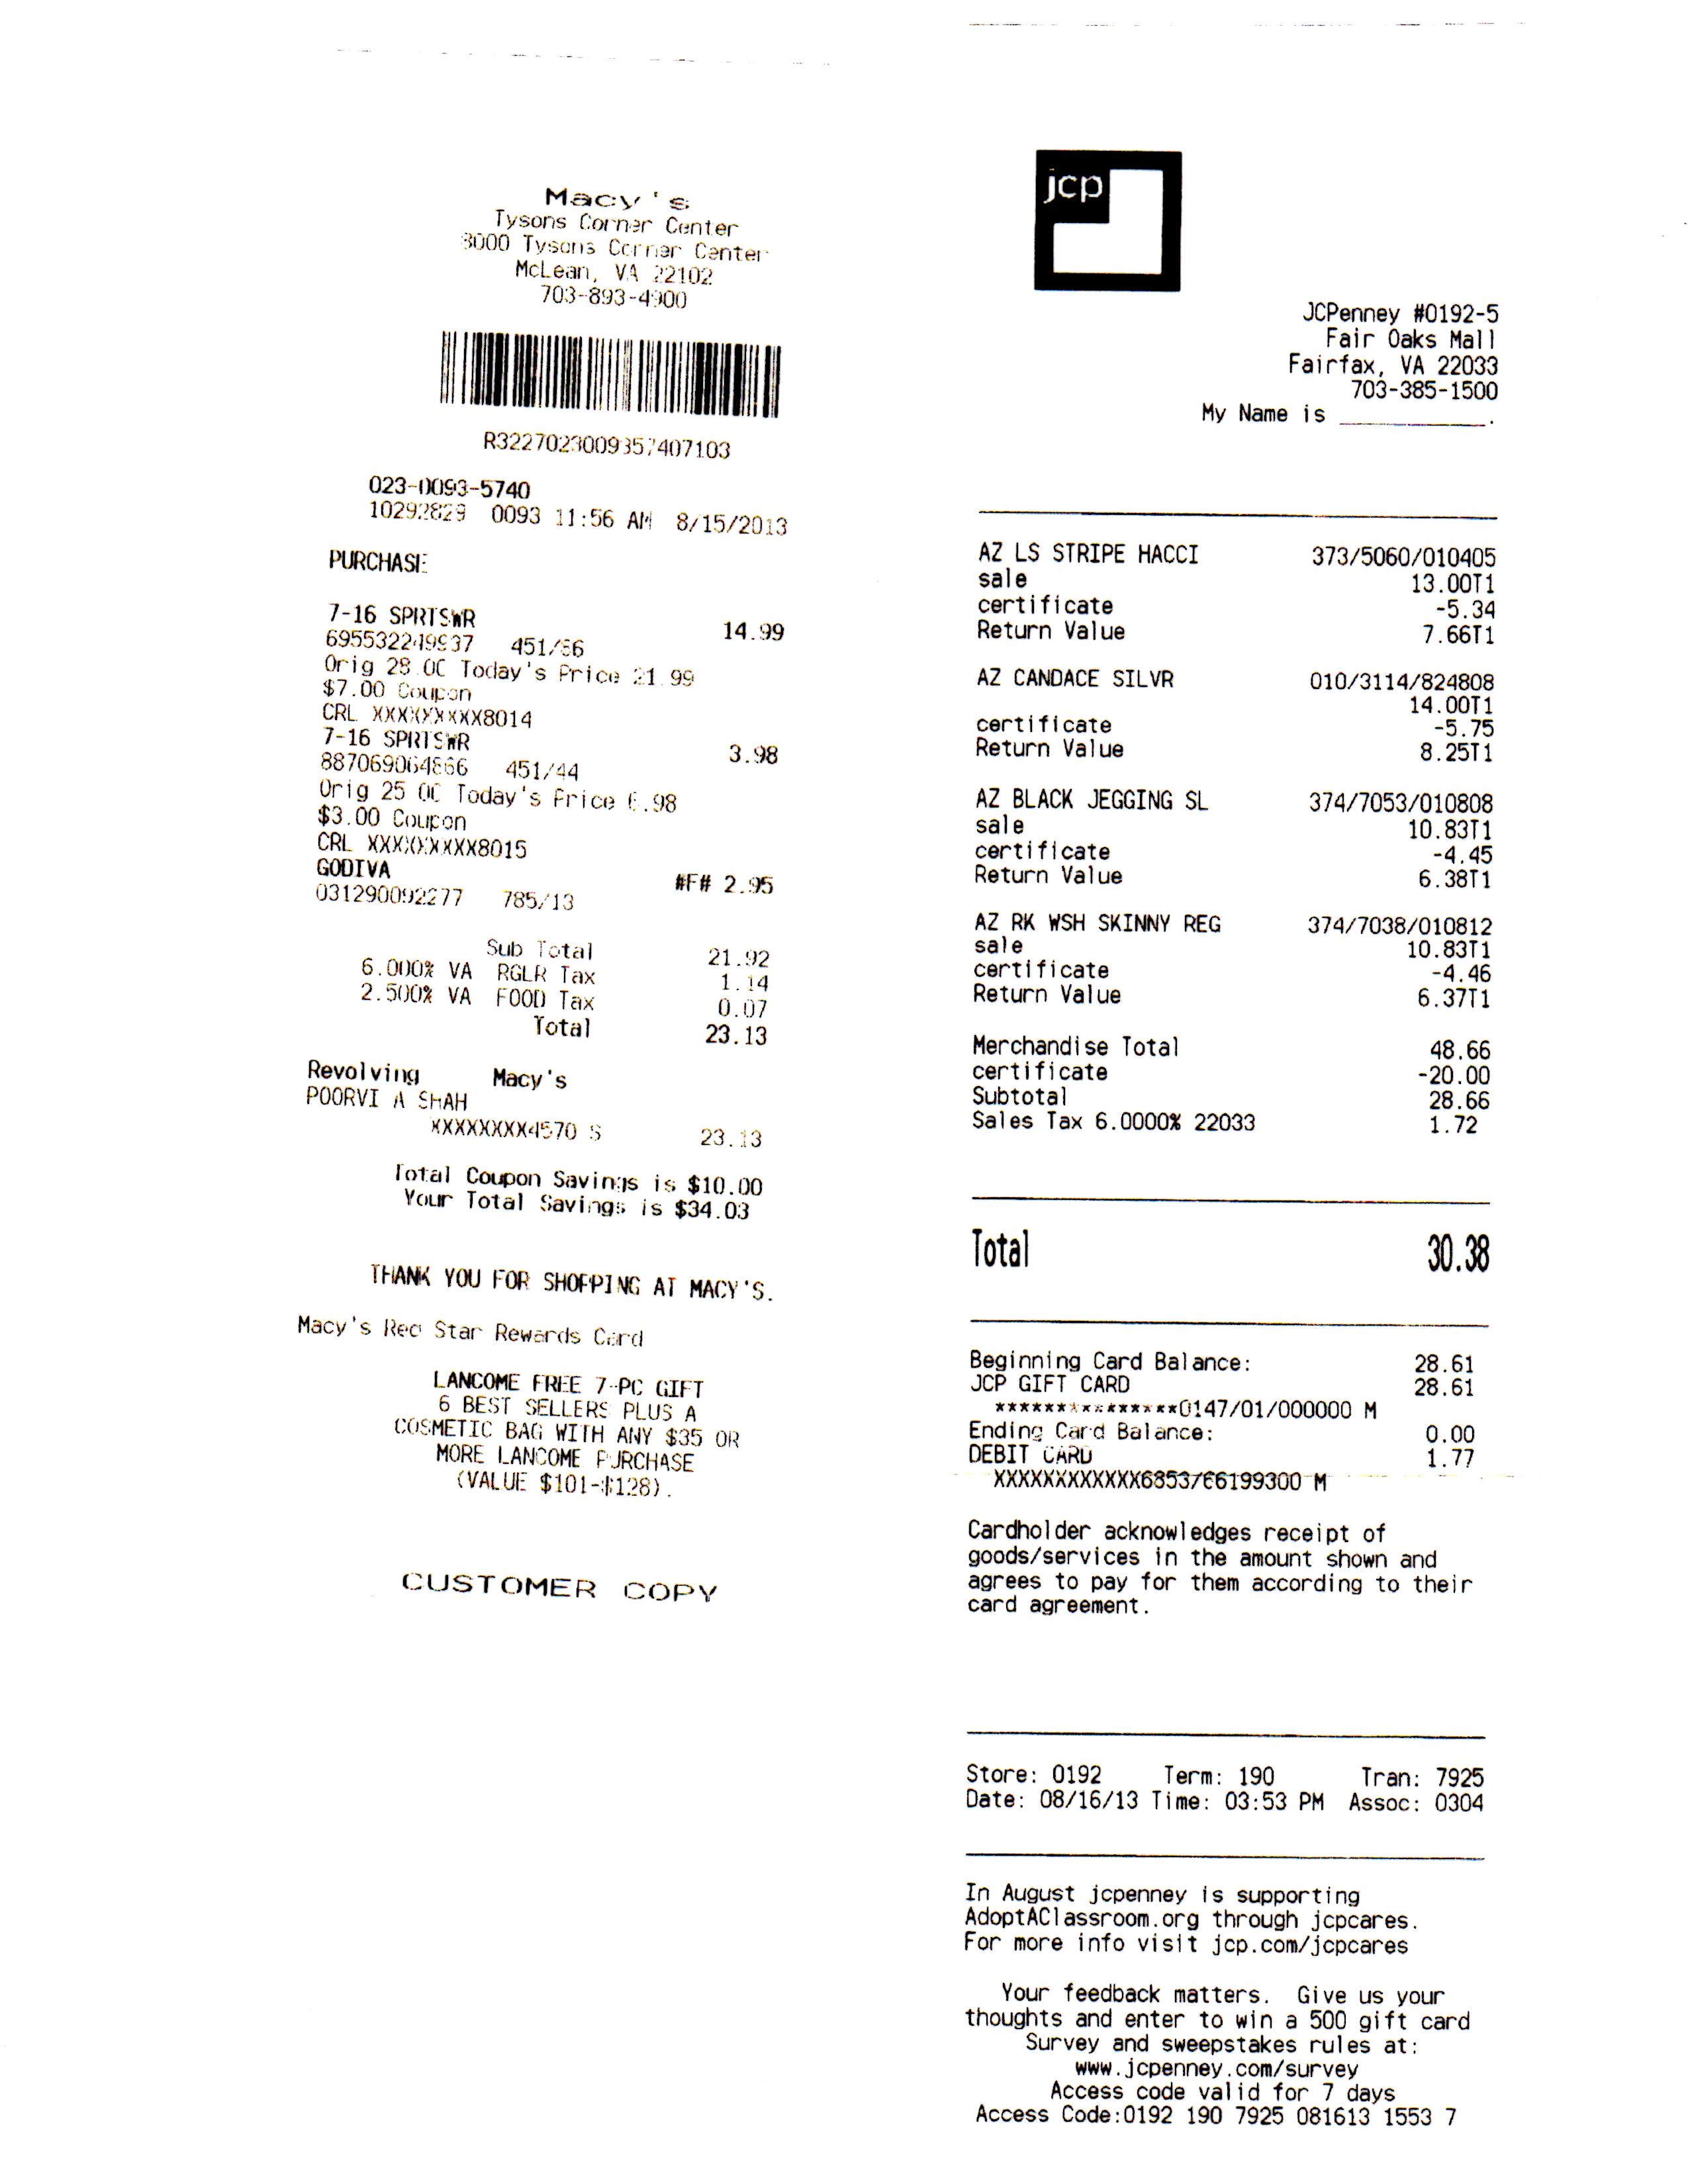 Macy's
Tysons Corner Center
8000 Tysons Corner Center
McLean, VA 22102
703-893-4900
023-0093-5740
10292829 0093 11:56 AM 8/15/2013
PURCHASE
7-16 SPRTSWR 14.99
451/66
Orig 28.00 Today's Price 21.99
$7.00 Coupon
CRL XXXXXXXXX8014
7-16 SPRTSWR 3.98
887069064866 451/44
Orig 25.00 Today's Price 6.98
$3.00 Coupon
CRL XXXXXXXXX8015
GODIVA #F# 2.95
031290092277 785/13
Sub Total 21.92
6.000% VA RGLR Tax 1.14
2.500% VA FOOD Tax 0.07
Total 23.13
Revolving Macy's
POORVI A SHAH
XXXXXXXX4570 S 23.13
Total Coupon Savings is $10.00
Your Total Savings is $34.03
THANK YOU FOR SHOPPING AT MACY'S.
Macy's Red Star Rewards Card
LANCOME FREE 7-PC GIFT
6 BEST SELLERS PLUS A
COSMETIC BAG WITH ANY $35 OR
MORE LANCOME PURCHASE
(VALUE $101-$128).
CUSTOMER COPY
jcp
JCPenney #0192-5
Fair Oaks Mall
Fairfax, VA 22033
703-385-1500
My Name is ____________.
AZ LS STRIPE HACCI 373/5060/010405
sale 13.00T1
certificate -5.34
Return Value 7.66T1
AZ CANDACE SILVR 010/3114/824808
14.00T1
certificate -5.75
Return Value 8.25T1
AZ BLACK JEGGING SL 374/7053/010808
sale 10.83T1
certificate -4.45
Return Value 6.38T1
AZ RK WSH SKINNY REG 374/7038/010812
sale 10.83T1
certificate -4.46
Return Value 6.37T1
Merchandise Total 48.66
certificate -20.00
Subtotal 28.66
Sales Tax 6.0000% 22033 1.72
Total 30.38
Beginning Card Balance: 28.61
JCP GIFT CARD 28.61
***************0147/01/000000 M
Ending Card Balance: 0.00
DEBIT CARD 1.77
XXXXXXXXXXXX6853/66199300 M
Cardholder acknowledges receipt of
goods/services in the amount shown and
agrees to pay for them according to their
card agreement.
Store: 0192 Term: 190 Tran: 7925
Date: 08/16/13 Time: 03:53 PM Assoc: 0304
In August jcpenney is supporting
AdoptAClassroom.org through jcpcares.
For more info visit jcp.com/jcpcares
Your feedback matters. Give us your
thoughts and enter to win a 500 gift card
Survey and sweepstakes rules at:
www.jcpenney.com/survey
Access code valid for 7 days
Access Code:0192 190 7925 081613 1553 7